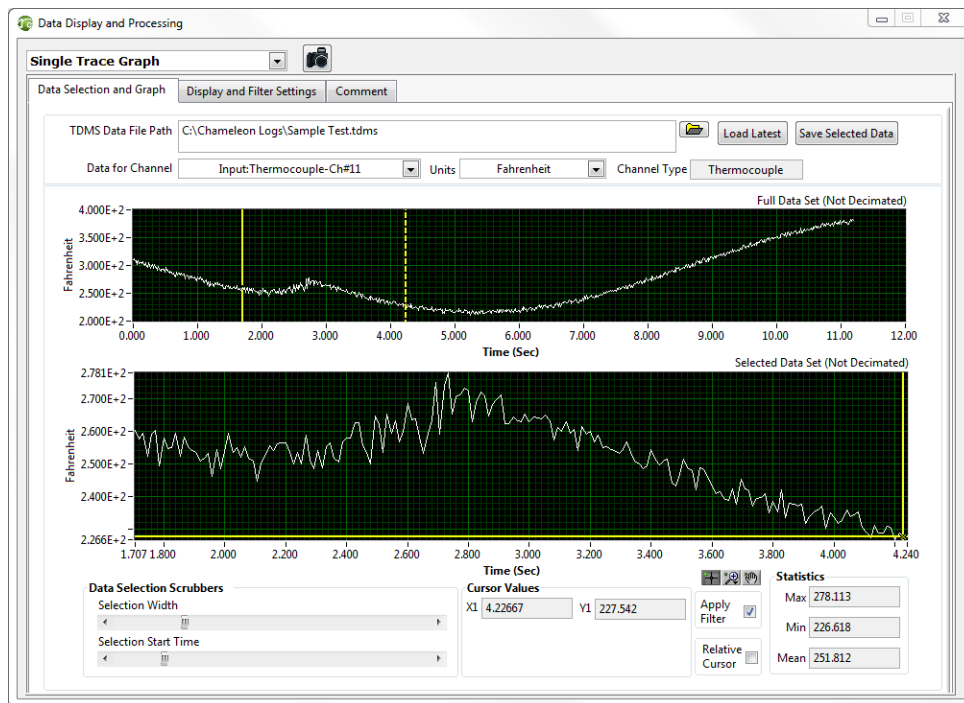 Data Display and Processing
Single Trace Graph
Data Selection and Graph
Display and Filter Settings
Comment
TDMS Data File Path
C:\Chameleon Logs\Sample Test.tdms
Load Latest
Save Selected Data
Data for Channel
Input:Thermocouple-Ch#11
Units
Fahrenheit
Channel Type
Thermocouple
Full Data Set (Not Decimated)
4.000E+2
3.500E+2
3.000E+2
2.500E+2
2.000E+2
Fahrenheit
0.000 1.000 2.000 3.000 4.000 5.000 6.000 7.000 8.000 9.000 10.00 11.00 12.00
Time (Sec)
Selected Data Set (Not Decimated)
2.781E+2
2.700E+2
2.600E+2
2.500E+2
2.400E+2
2.266E+2
Fahrenheit
1.707 1.800 2.000 2.200 2.400 2.600 2.800 3.000 3.200 3.400 3.600 3.800 4.000 4.240
Time (Sec)
Data Selection Scrubbers
Selection Width
Selection Start Time
Cursor Values
X1 4.22667
Y1 227.542
Apply
Filter
Relative
Cursor
Statistics
Max 278.113
Min 226.618
Mean 251.812